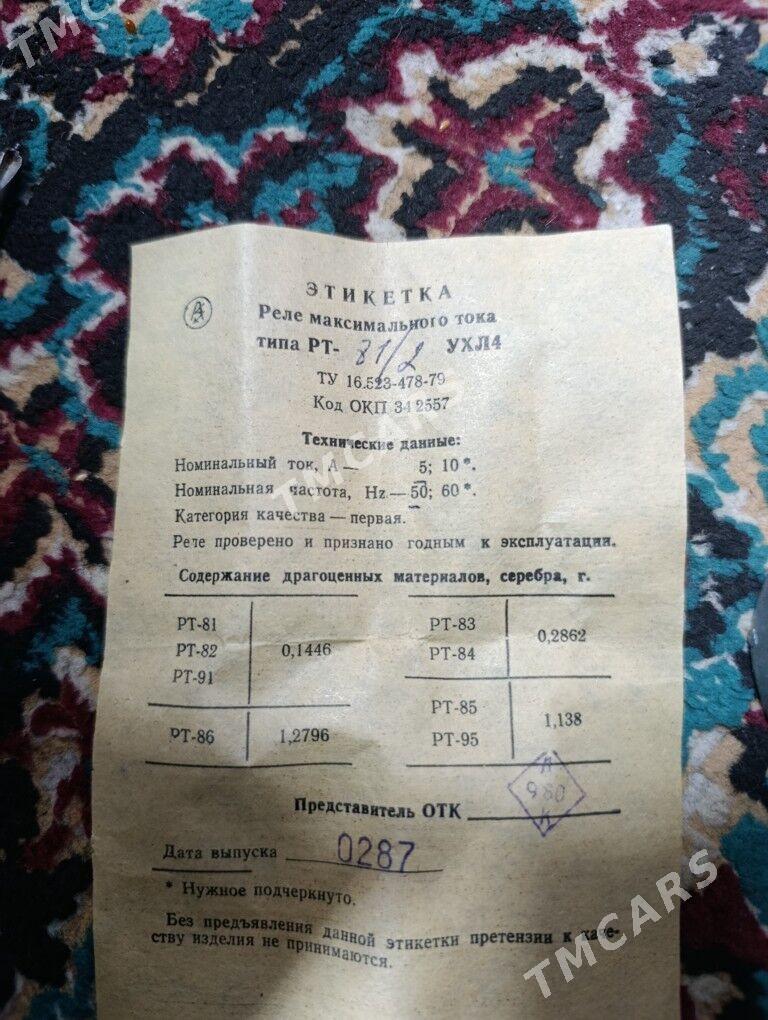 TMCARS
ЭТИКЕТКА
Реле максимального тока
типа РТ- 81/2 УХЛ4
ТУ 16.523-478-79
Код ОКП 34 2557
Технические данные:
Номинальный ток, А — 5; 10*.
Номинальная частота, Hz — 50; 60*.
Категория качества — первая.
Реле проверено и признано годным к эксплуатации.
Содержание драгоценных материалов, серебра, г.
РТ-81
РТ-82 0,1446
РТ-91
РТ-86 1,2796
РТ-83
РТ-84 0,2862
РТ-85
РТ-95 1,138
Представитель ОТК
980
К
Дата выпуска 0287
* Нужное подчеркнуто.
Без предъявления данной этикетки претензии к каче-
ству изделия не принимаются.
TMCARS
TMCARS